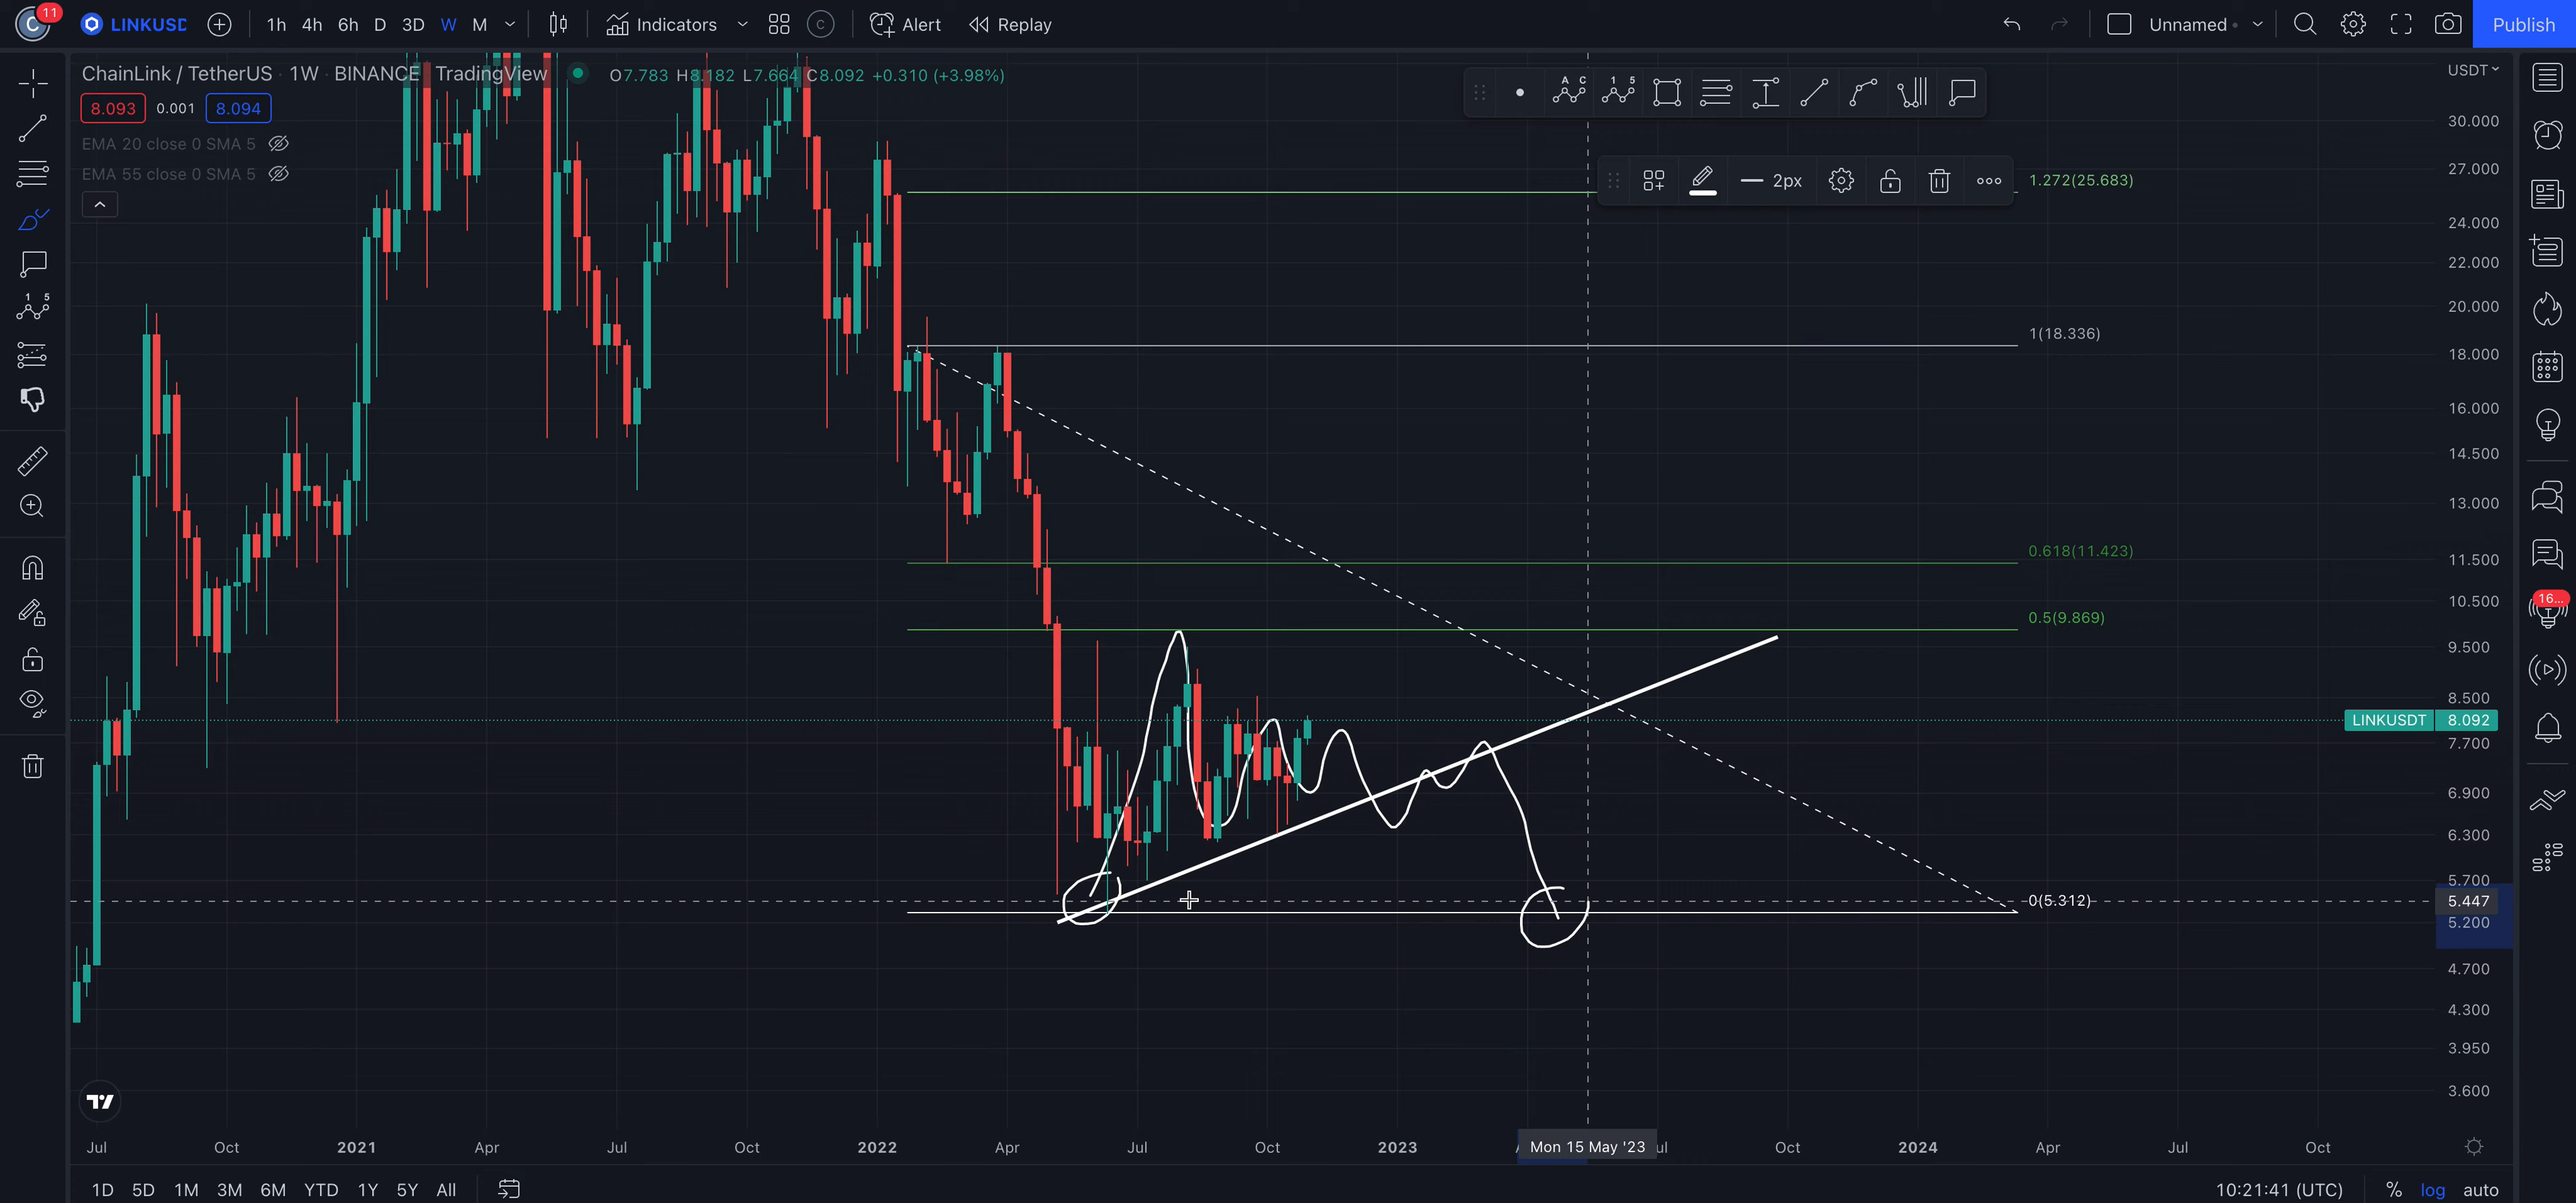 11
C
LINKUSD
1h 4h 6h D 3D W M
Indicators
C
Alert
Replay
Unnamed
Publish
ChainLink / TetherUS · 1W · BINANCE TradingView
O7.783 H8.182 L7.664 C8.092 +0.310 (+3.98%)
8.093 0.001 8.094
EMA 20 close 0 SMA 5
EMA 55 close 0 SMA 5
A C
1 5
2px
1 5
USDT
30.000
27.000
24.000
22.000
20.000
18.000
16.000
14.500
13.000
11.500
10.500
9.500
8.500
LINKUSDT 8.092
7.700
6.900
6.300
5.700
5.447
5.200
4.700
4.300
3.950
3.600
1.272(25.683)
1(18.336)
0.618(11.423)
0.5(9.869)
0(5.312)
16...
Jul Oct 2021 Apr Jul Oct 2022 Apr Jul Oct 2023 Mon 15 May '23 Oct 2024 Apr Jul Oct
1D 5D 1M 3M 6M YTD 1Y 5Y All
10:21:41 (UTC) % log auto